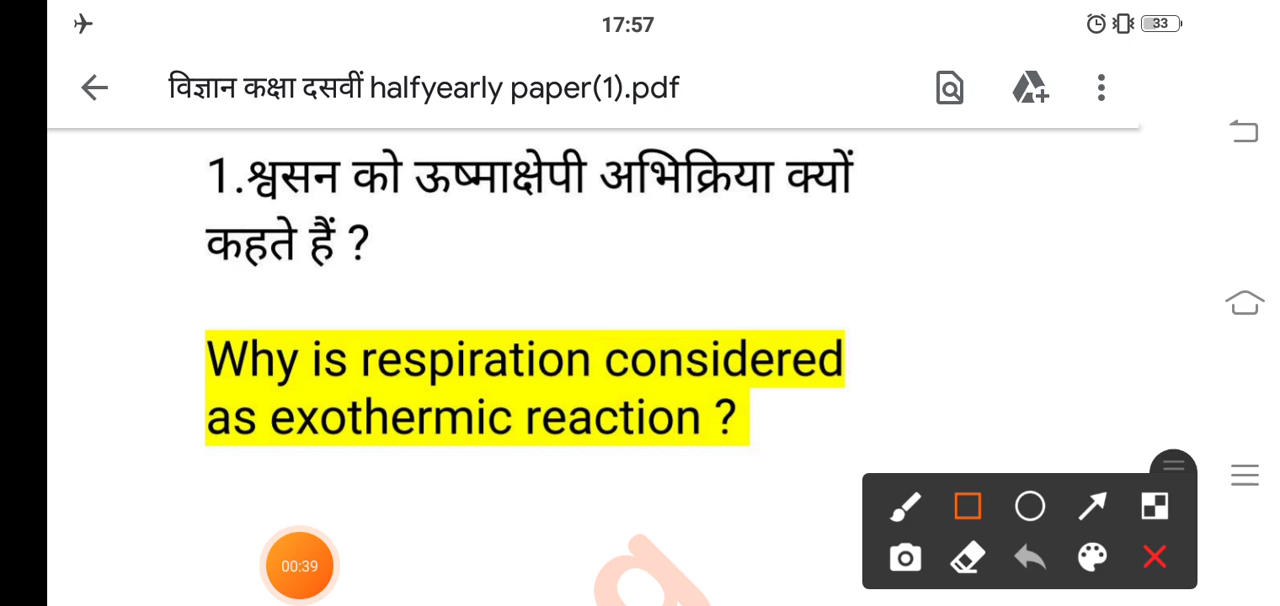 17:57
33
विज्ञान कक्षा दसवीं halfyearly paper(1).pdf
1.श्वसन को ऊष्माक्षेपी अभिक्रिया क्यों
कहते हैं ?
Why is respiration considered
as exothermic reaction ?
00:39